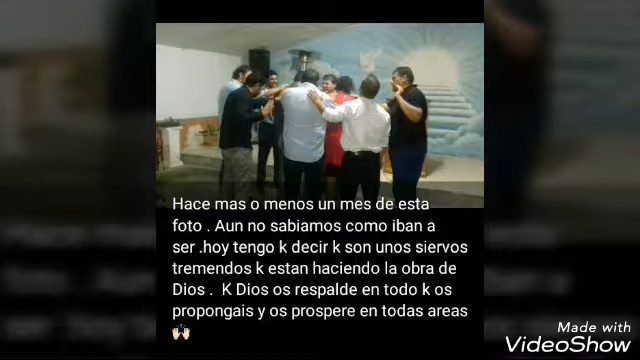 Hace mas o menos un mes de esta
foto . Aun no sabiamos como iban a
ser .hoy tengo k decir k son unos siervos
tremendos k estan haciendo la obra de
Dios .  K Dios os respalde en todo k os
propongais y os prospere en todas areas
🙌🏻
Made with
VideoShow